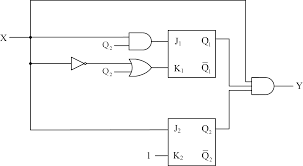 X
Q₂
J₁ Q₁
Q₂
K₁ Q̅₁
Y
J₂ Q₂
1 K₂ Q̅₂